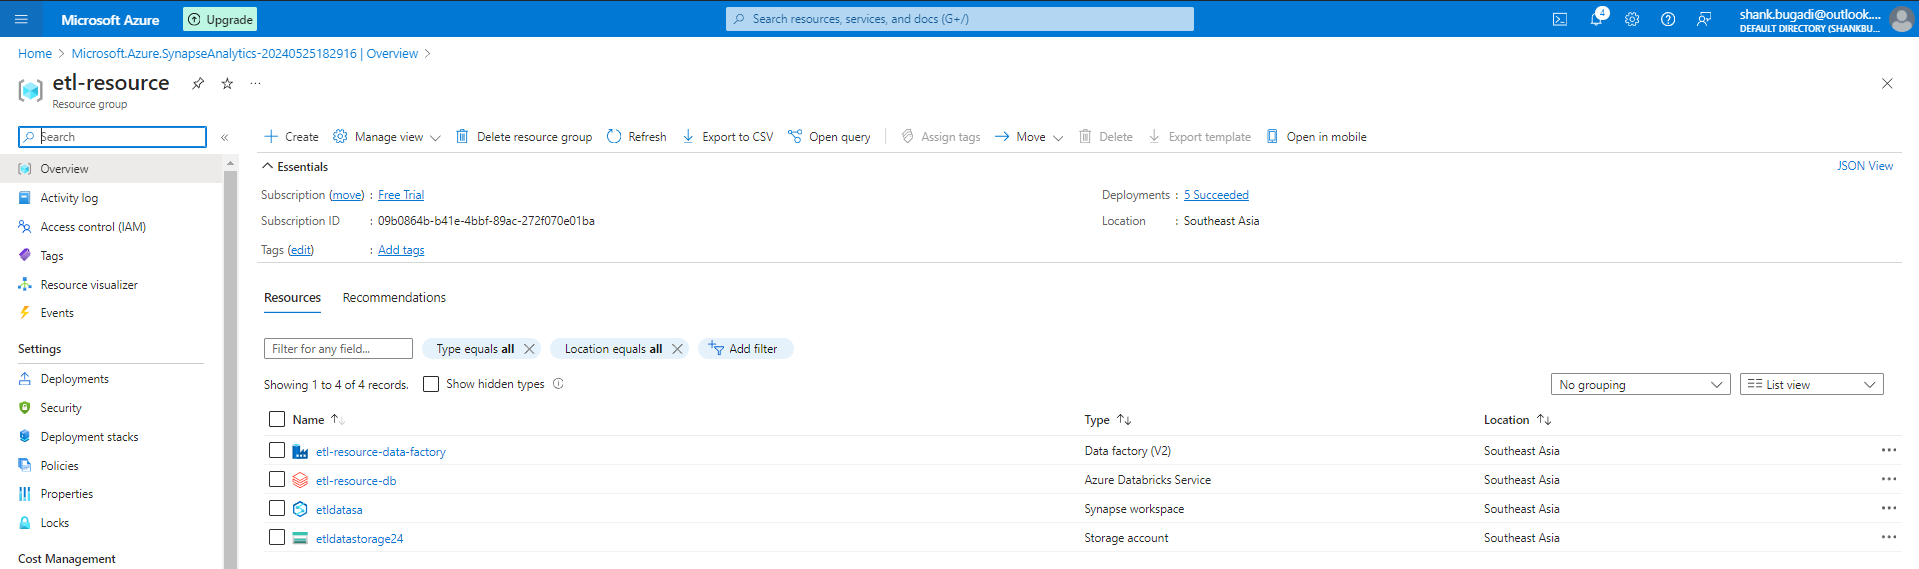 Microsoft Azure
Upgrade
Search resources, services, and docs (G+/)
4
shank.bugadi@outlook....
DEFAULT DIRECTORY (SHANKBU...
Home > Microsoft.Azure.SynapseAnalytics-20240525182916 | Overview >
etl-resource
...
Resource group
Search
«
Create
Manage view
Delete resource group
Refresh
Export to CSV
Open query
Assign tags
Move
Delete
Export template
Open in mobile
Overview
Activity log
Access control (IAM)
Tags
Resource visualizer
Events
Settings
Deployments
Security
Deployment stacks
Policies
Properties
Locks
Cost Management
Essentials
JSON View
Subscription (move) : Free Trial
Deployments : 5 Succeeded
Subscription ID : 09b0864b-b41e-4bbf-89ac-272f070e01ba
Location : Southeast Asia
Tags (edit) : Add tags
Resources
Recommendations
Filter for any field...
Type equals all
Location equals all
Add filter
Showing 1 to 4 of 4 records.
Show hidden types
No grouping
List view
Name ↑↓ Type ↑↓ Location ↑↓
etl-resource-data-factory Data factory (V2) Southeast Asia ...
etl-resource-db Azure Databricks Service Southeast Asia ...
etldatasa Synapse workspace Southeast Asia ...
etldatastorage24 Storage account Southeast Asia ...